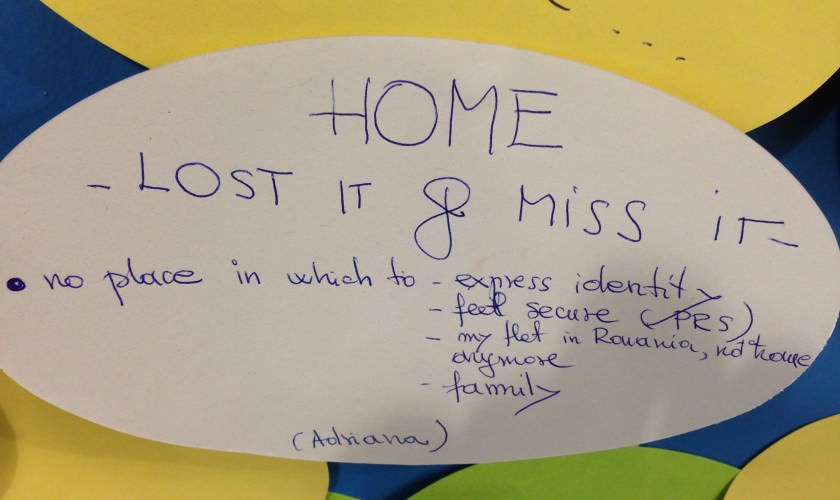 HOME
- LOST IT & MISS IT -
• no place in which to - express identity
- feel secure (PRS)
- my flat in Romania, not home
anymore
- family
(Adriana)